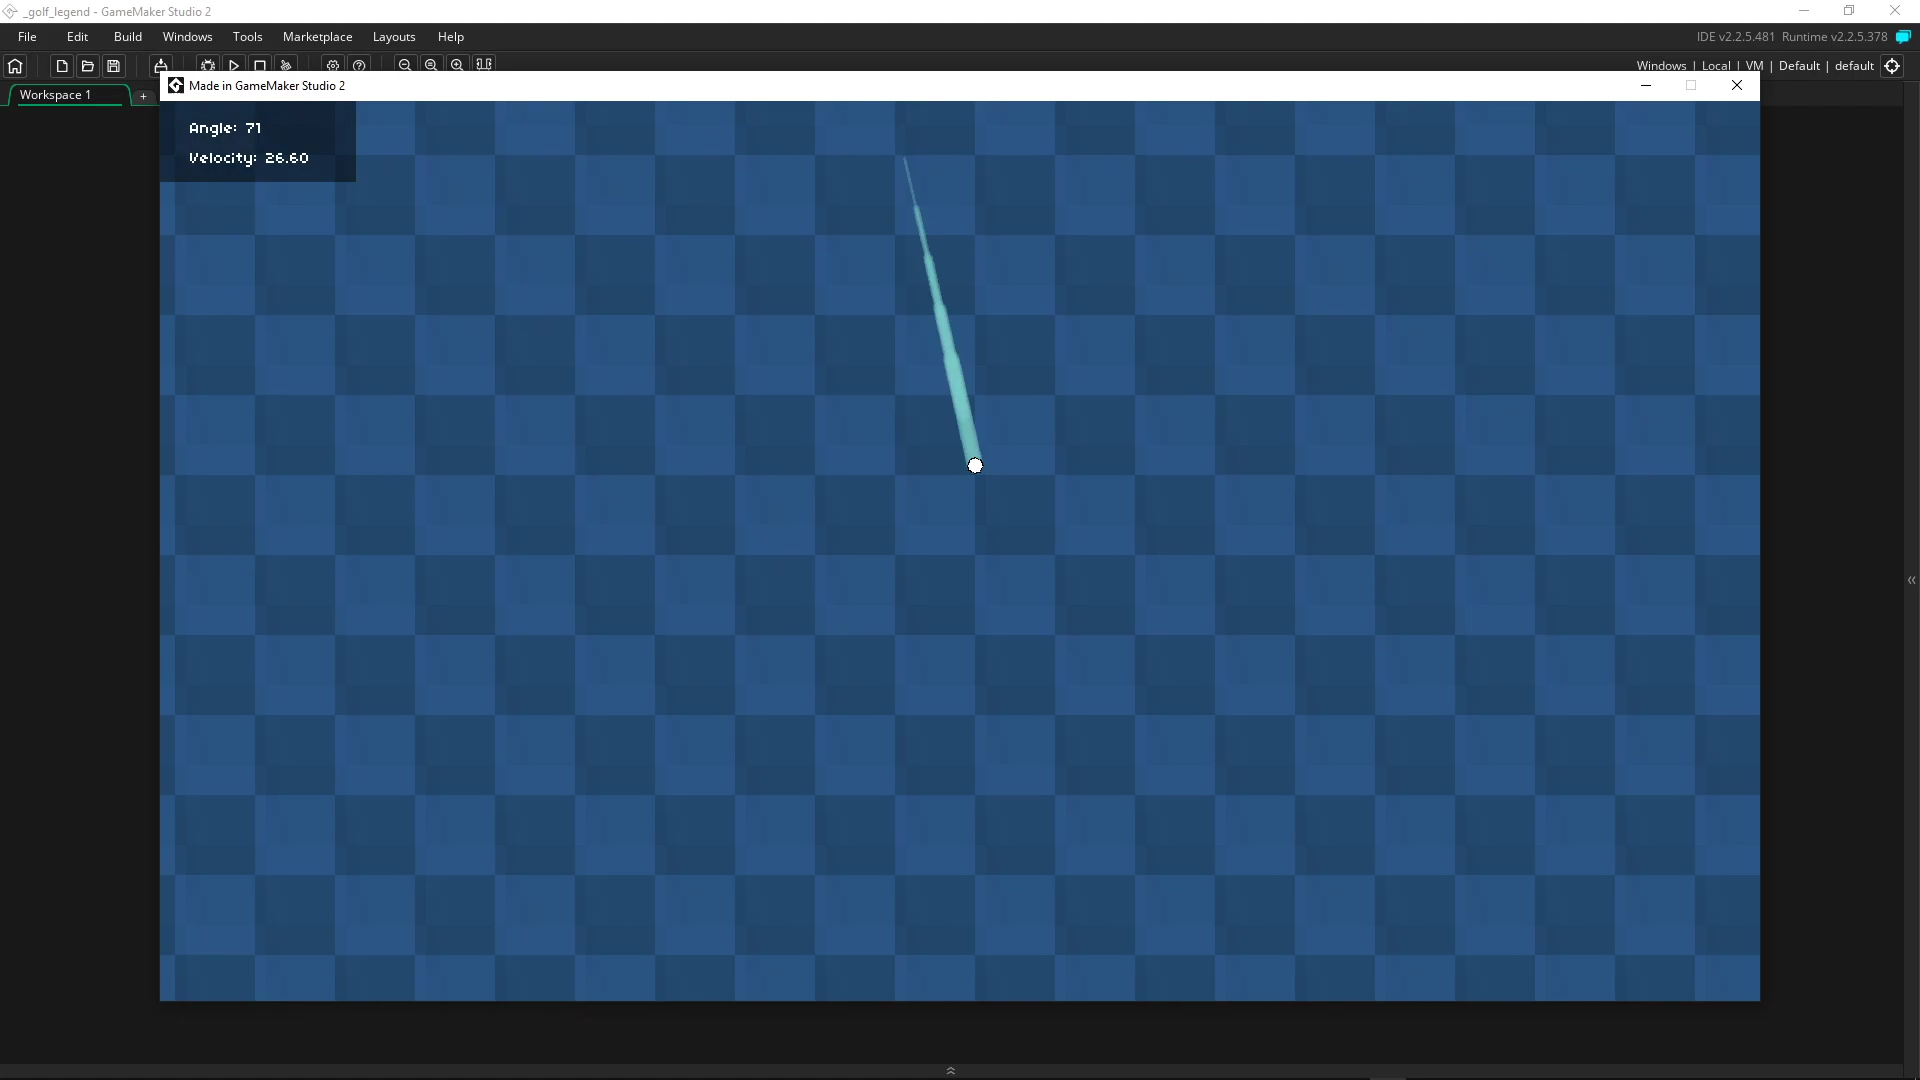 _golf_legend - GameMaker Studio 2
File Edit Build Windows Tools Marketplace Layouts Help
IDE v2.2.5.481 Runtime v2.2.5.378
Windows | Local | VM | Default | default
Workspace 1 +
Made in GameMaker Studio 2
Angle: 71
Velocity: 26.60